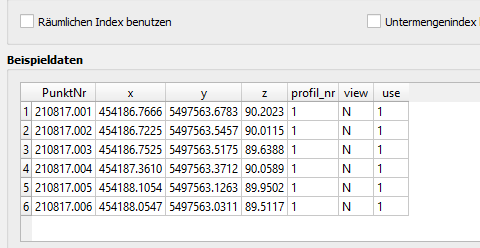 Räumlichen Index benutzen Untermengenindex
Beispieldaten
PunktNr x y z profil_nr view use
1 210817.001 454186.7666 5497563.6783 90.2023 1 N 1
2 210817.002 454186.7225 5497563.5457 90.0115 1 N 1
3 210817.003 454186.7525 5497563.5175 89.6388 1 N 1
4 210817.004 454187.3610 5497563.3712 90.0589 1 N 1
5 210817.005 454188.1054 5497563.1263 89.9502 1 N 1
6 210817.006 454188.0547 5497563.0311 89.5117 1 N 1